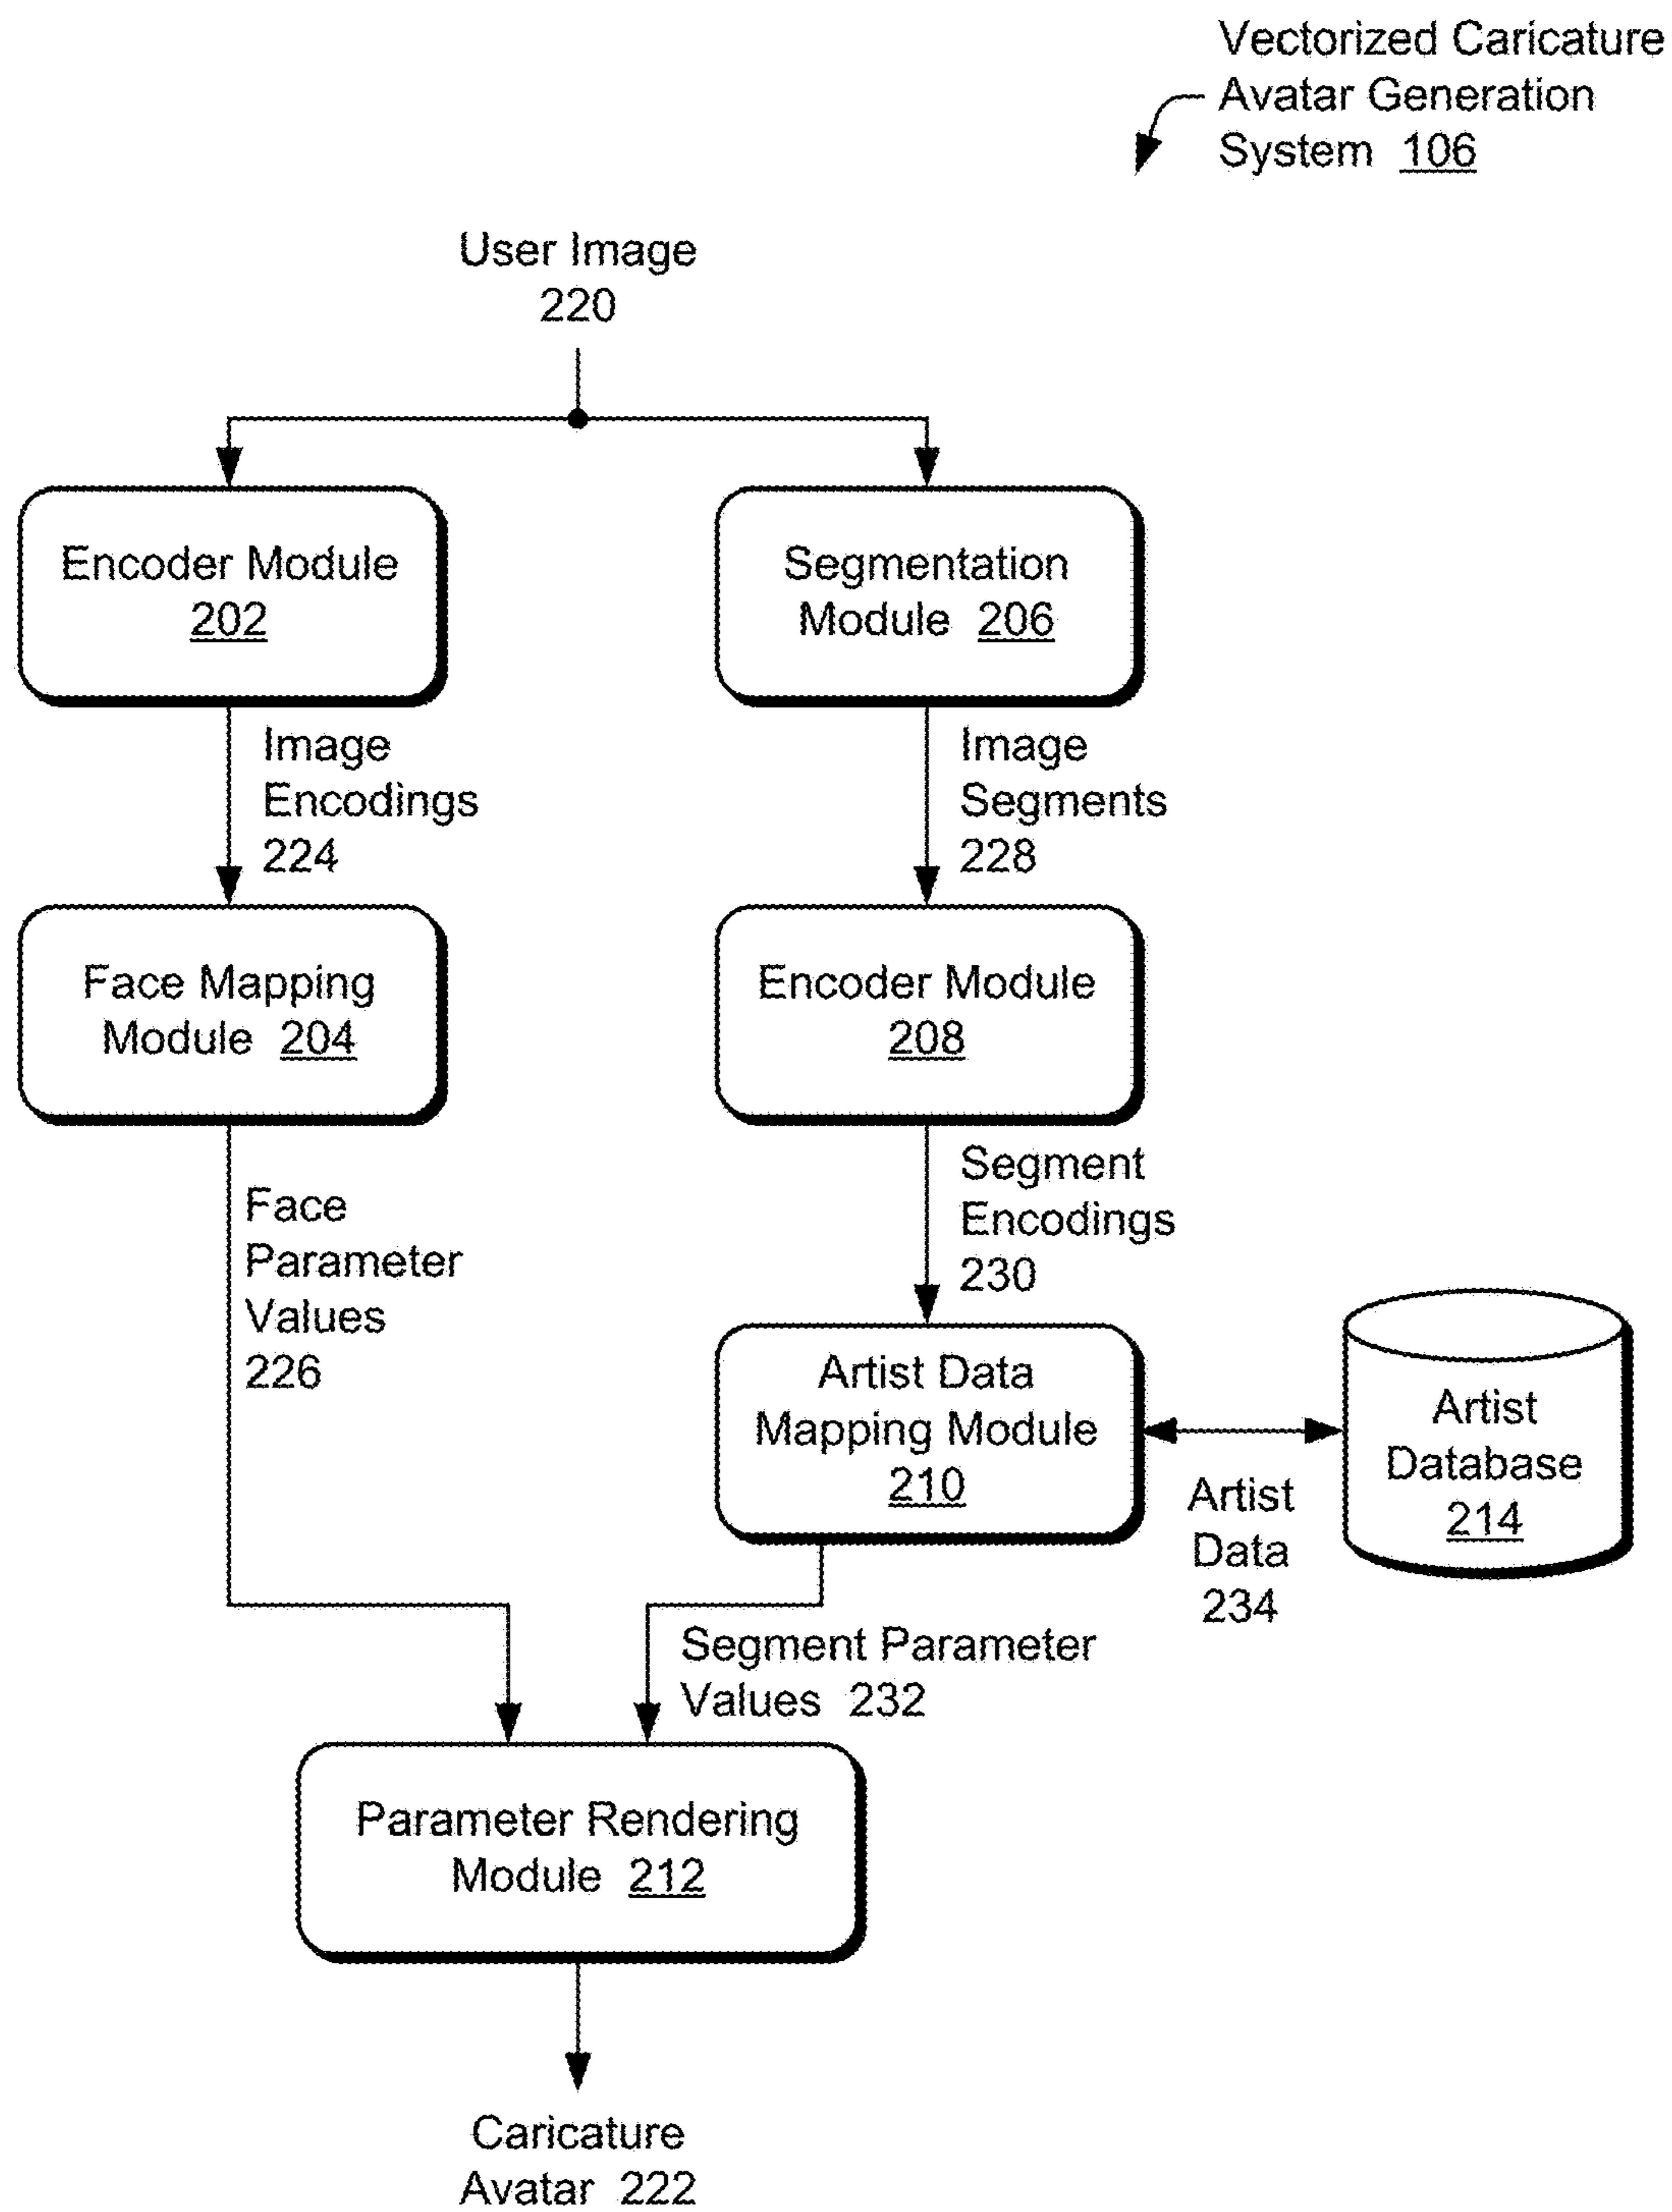 Vectorized Caricature
Avatar Generation
System 106
User Image
220
Encoder Module
202
Segmentation
Module 206
Image
Encodings
224
Image
Segments
228
Face Mapping
Module 204
Encoder Module
208
Face
Parameter
Values
226
Segment
Encodings
230
Artist Data
Mapping Module
210
Artist
Database
214
Artist
Data
234
Segment Parameter
Values 232
Parameter Rendering
Module 212
Caricature
Avatar 222